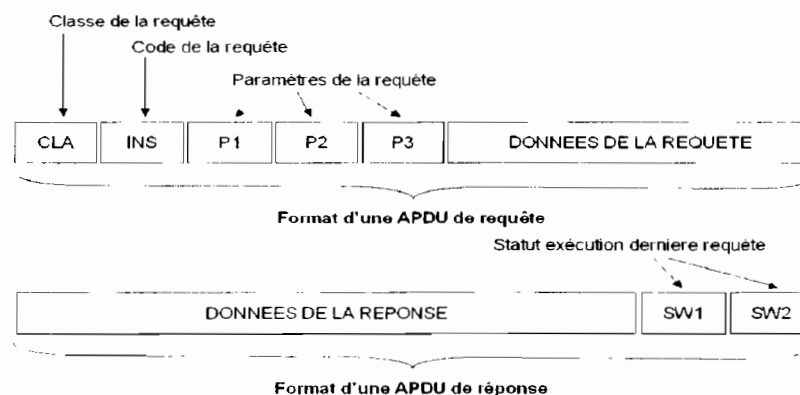 Classe de la requête
Code de la requête
Paramètres de la requête
CLA INS P1 P2 P3 DONNEES DE LA REQUETE
Format d'une APDU de requête
Statut exécution derniere requête
DONNEES DE LA REPONSE SW1 SW2
Format d'une APDU de réponse